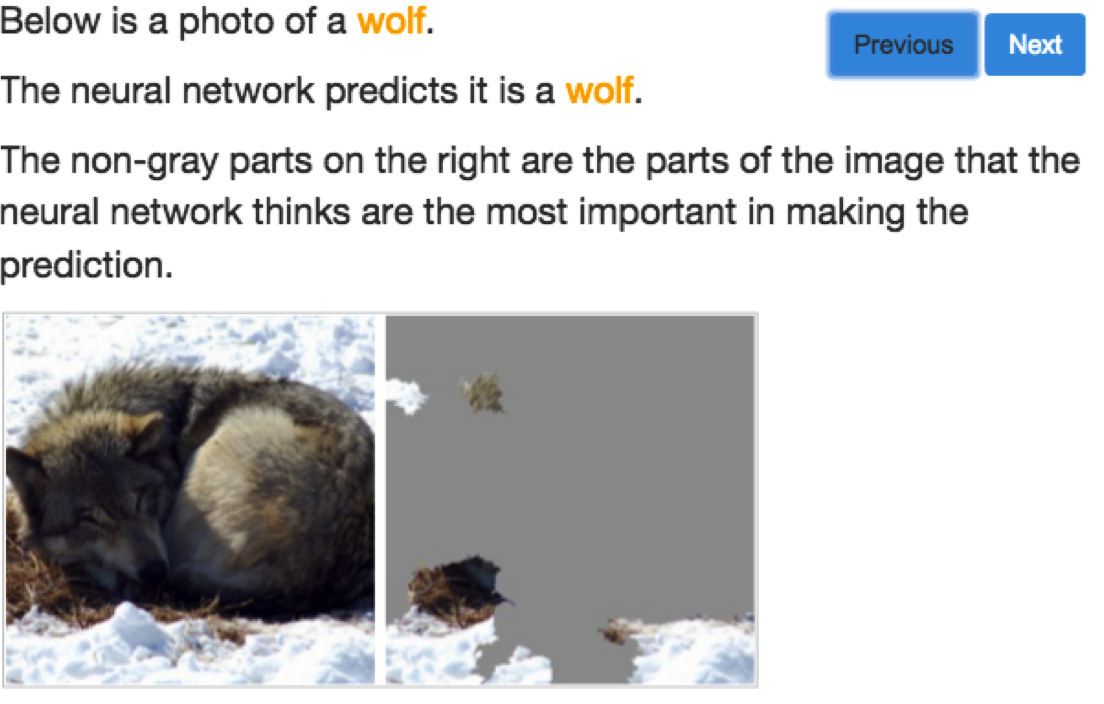 Below is a photo of a wolf.
Previous
Next
The neural network predicts it is a wolf.
The non-gray parts on the right are the parts of the image that the
neural network thinks are the most important in making the
prediction.